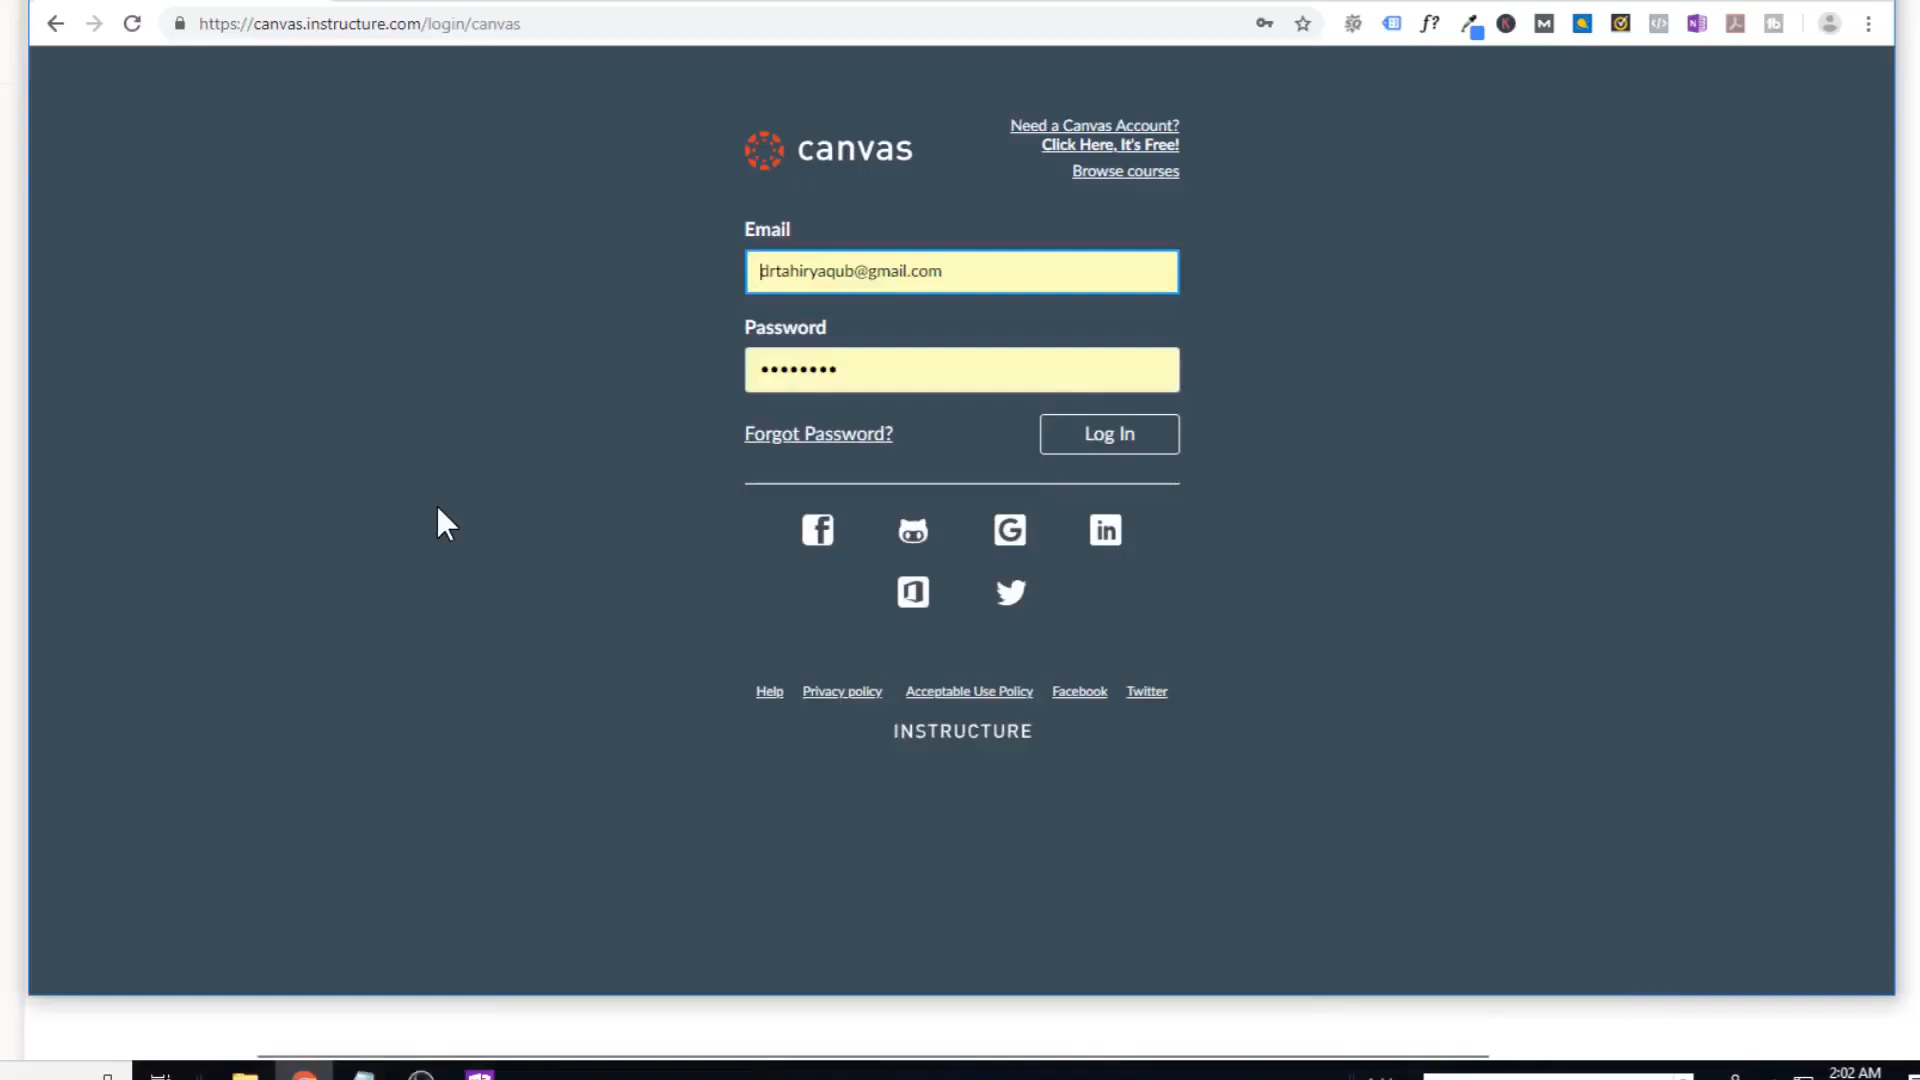 https://canvas.instructure.com/login/canvas
f?
canvas
Need a Canvas Account?
Click Here, It's Free!
Browse courses
Email
drtahiryaqub@gmail.com
Password
••••••••
Forgot Password?
Log In
Help Privacy policy Acceptable Use Policy Facebook Twitter
INSTRUCTURE
2:02 AM